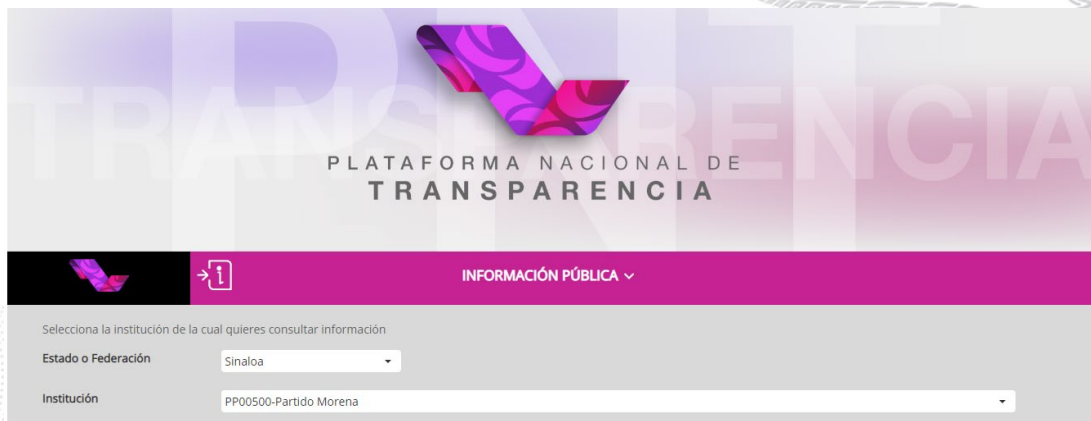 PNT
TRANSPARENCIA
PLATAFORMA NACIONAL DE
TRANSPARENCIA
INFORMACIÓN PÚBLICA
Selecciona la institución de la cual quieres consultar información
Estado o Federación Sinaloa
Institución PP00500-Partido Morena